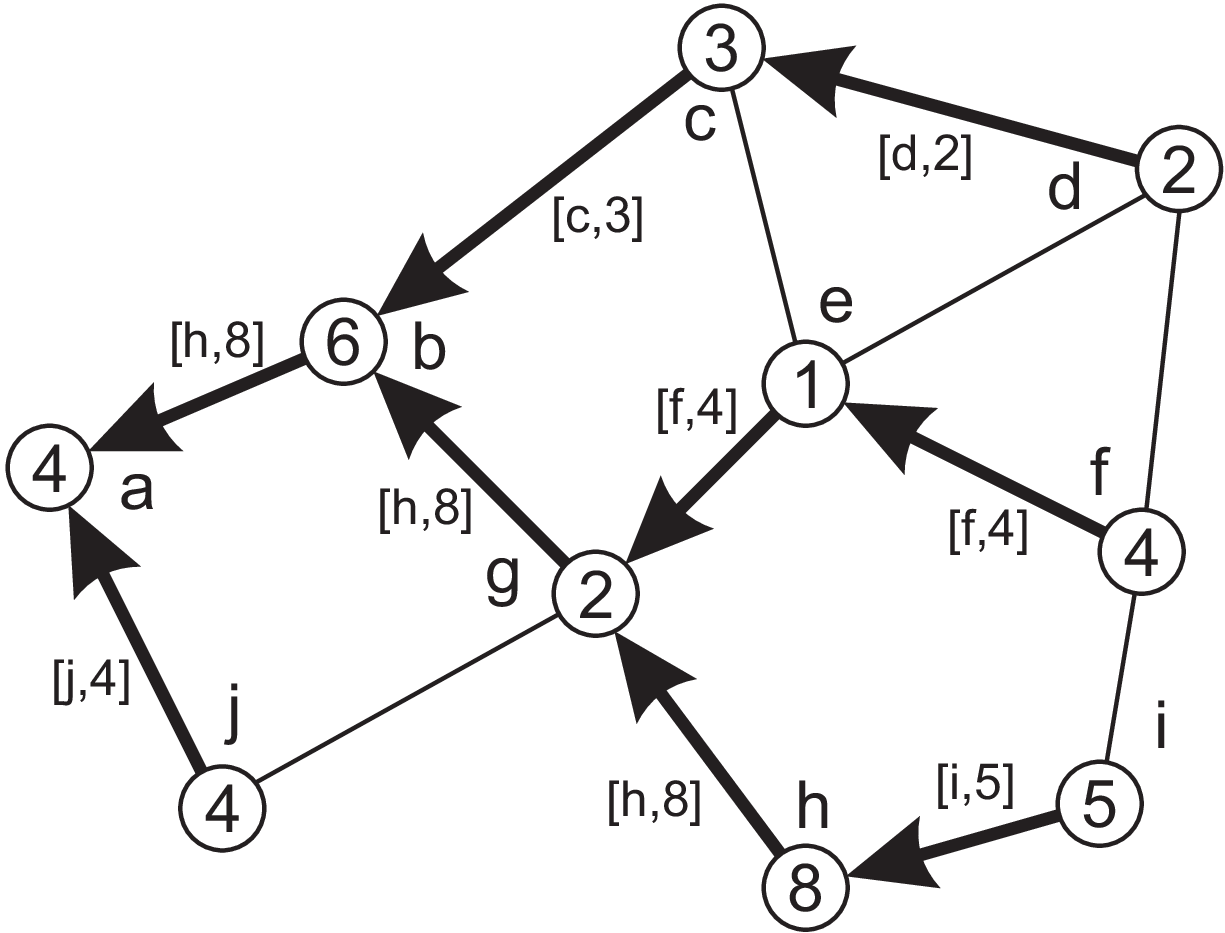 3
c
[d,2]
2
d
[c,3]
e
[h,8]
6
b
1
[f,4]
4
a
f
[h,8]
[f,4]
4
g
2
[j,4]
j
i
4
[h,8]
h
[i,5]
5
8